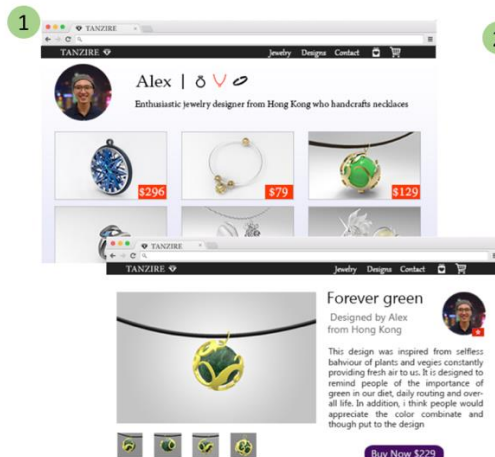 1
TANZIRE
TANZIRE Jewelry Designs Contact
Alex |
Enthusiastic jewelry designer from Hong Kong who handcrafts necklaces
$296 $79 $129
TANZIRE
TANZIRE Jewelry Designs Contact
Forever green
Designed by Alex
from Hong Kong
This design was inspired from selfless
bahviour of plants and vegies constantly
providing fresh air to us. It is designed to
remind people of the importance of
green in our diet, daily routing and over-
all life. In addition, i think people would
appreciate the color combinate and
though put to the design
Buy Now $229